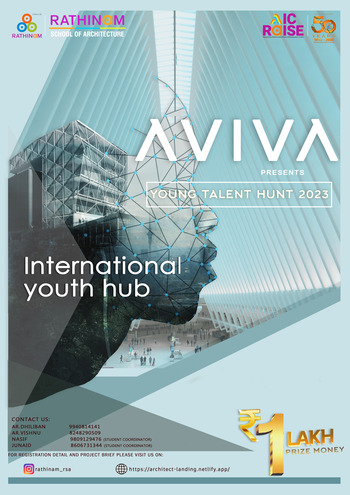 RATHINAM
RATHINAM
SCHOOL OF ARCHITECTURE
AIC
RAISE
50
YEARS
AVIVA
PRESENTS
YOUNG TALENT HUNT 2023
International
youth hub
₹1 LAKH
PRIZE MONEY
CONTACT US:
AR.DHILIBAN 9940814141
AR.VISHNU 8248290509
NASIF 9809129476 (STUDENT COORDINATOR)
JUNAID 8606731344 (STUDENT COORDINATOR)
FOR REGISTRATION DETAIL AND PROJECT BRIEF PLEASE VISIT US ON:
rathinam_rsa
https://architect-landing.netlify.app/